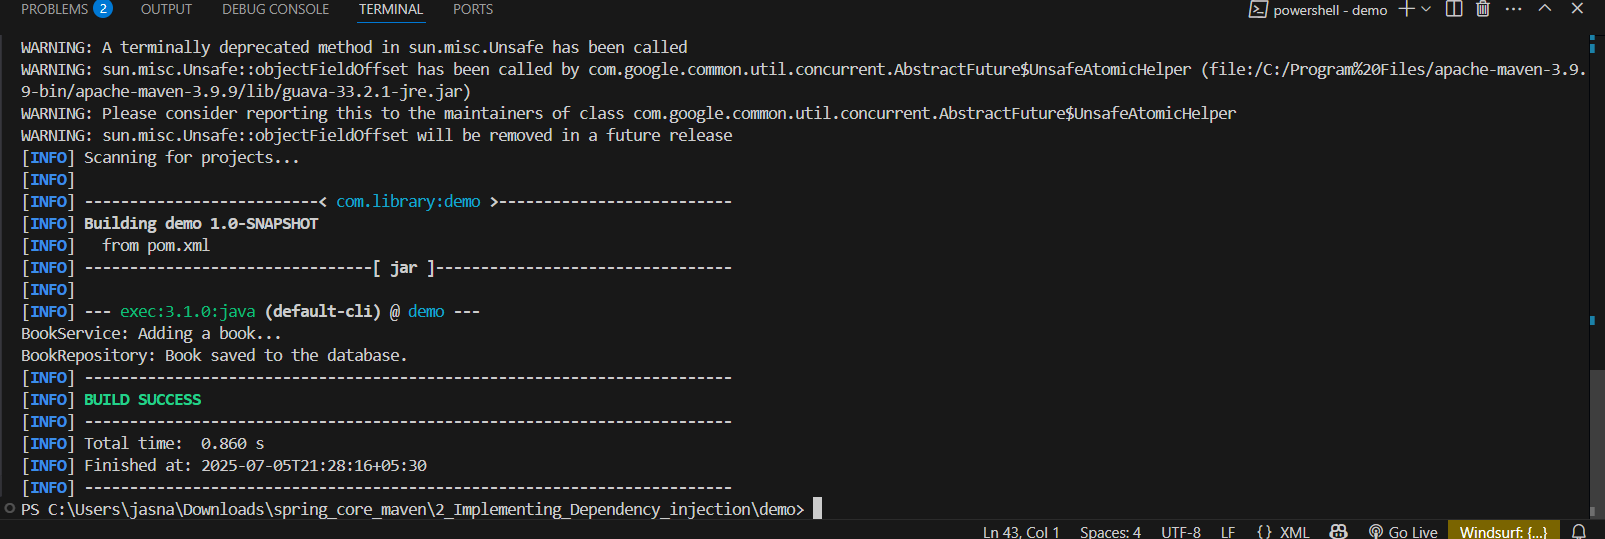 PROBLEMS 2 OUTPUT DEBUG CONSOLE TERMINAL PORTS powershell - demo
WARNING: A terminally deprecated method in sun.misc.Unsafe has been called
WARNING: sun.misc.Unsafe::objectFieldOffset has been called by com.google.common.util.concurrent.AbstractFuture$UnsafeAtomicHelper (file:/C:/Program%20Files/apache-maven-3.9.
9-bin/apache-maven-3.9.9/lib/guava-33.2.1-jre.jar)
WARNING: Please consider reporting this to the maintainers of class com.google.common.util.concurrent.AbstractFuture$UnsafeAtomicHelper
WARNING: sun.misc.Unsafe::objectFieldOffset will be removed in a future release
[INFO] Scanning for projects...
[INFO]
[INFO] --------------------------< com.library:demo >--------------------------
[INFO] Building demo 1.0-SNAPSHOT
[INFO]   from pom.xml
[INFO] --------------------------------[ jar ]---------------------------------
[INFO]
[INFO] --- exec:3.1.0:java (default-cli) @ demo ---
BookService: Adding a book...
BookRepository: Book saved to the database.
[INFO] ------------------------------------------------------------------------
[INFO] BUILD SUCCESS
[INFO] ------------------------------------------------------------------------
[INFO] Total time:  0.860 s
[INFO] Finished at: 2025-07-05T21:28:16+05:30
[INFO] ------------------------------------------------------------------------
PS C:\Users\jasna\Downloads\spring_core_maven\2_Implementing_Dependency_injection\demo>
Ln 43, Col 1 Spaces: 4 UTF-8 LF {} XML Go Live Windsurf: {...}